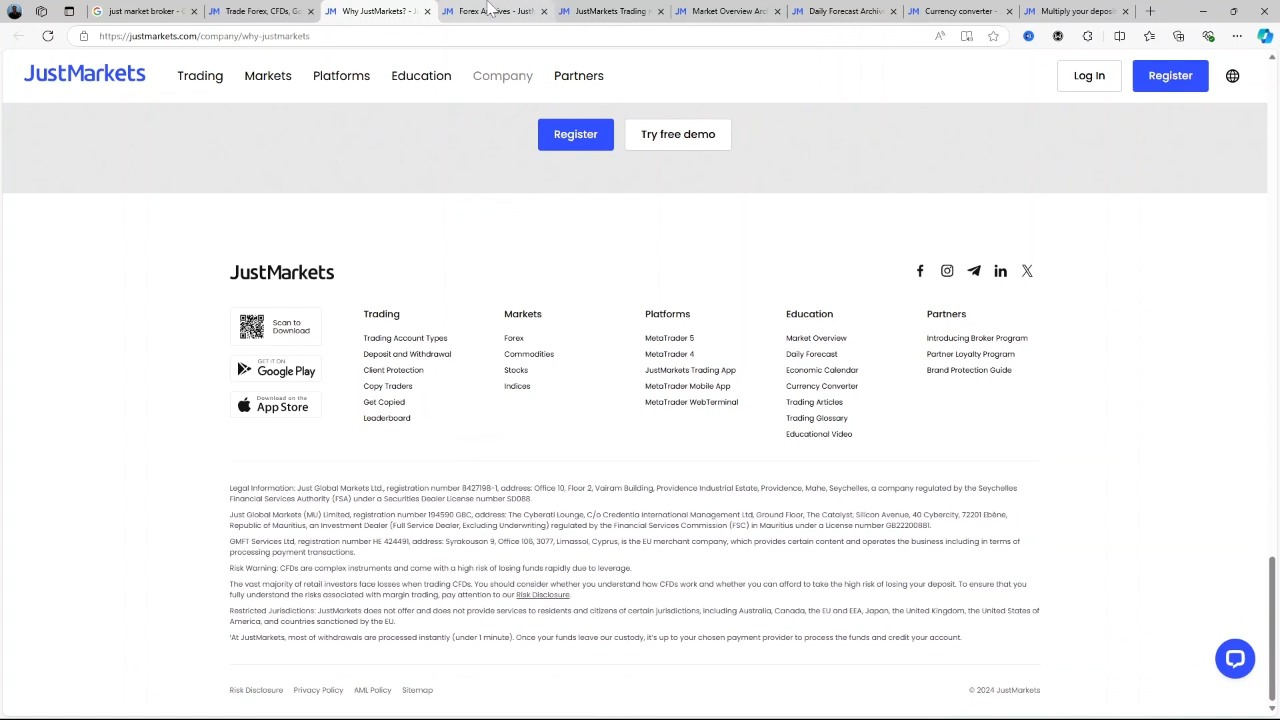 just market broker - G
Trade Forex, CFDs, Go
Why JustMarkets? - J
Forex Archives - Just!
JustMarkets Trading
Market Overview Arc
Daily Forecast Archiv
Currency converter -
Multiply your deposi
https://justmarkets.com/company/why-justmarkets
JustMarkets
Trading
Markets
Platforms
Education
Company
Partners
Log In
Register
Register
Try free demo
JustMarkets
Scan to
Download
GET IT ON
Google Play
Download on the
App Store
Trading
Trading Account Types
Deposit and Withdrawal
Client Protection
Copy Traders
Get Copied
Leaderboard
Markets
Forex
Commodities
Stocks
Indices
Platforms
MetaTrader 5
MetaTrader 4
JustMarkets Trading App
MetaTrader Mobile App
MetaTrader WebTerminal
Education
Market Overview
Daily Forecast
Economic Calendar
Currency Converter
Trading Articles
Trading Glossary
Educational Video
Partners
Introducing Broker Program
Partner Loyalty Program
Brand Protection Guide
Legal Information: Just Global Markets Ltd., registration number 8427198-1, address: Office 10, Floor 2, Vairam Building, Providence Industrial Estate, Providence, Mahe, Seychelles, a company regulated by the Seychelles
Financial Services Authority (FSA) under a Securities Dealer License number SD088.
Just Global Markets (MU) Limited, registration number 194590 GBC, address: The Cyberati Lounge, C/o Credentia International Management Ltd, Ground Floor, The Catalyst, Silicon Avenue, 40 Cybercity, 72201 Ebène,
Republic of Mauritius, an Investment Dealer (Full Service Dealer, Excluding Underwriting) regulated by the Financial Services Commission (FSC) in Mauritius under a License number GB22200881.
GMFT Services Ltd, registration number HE 424491, address: Syrakouson 9, Office 106, 3077, Limassol, Cyprus, is the EU merchant company, which provides certain content and operates the business including in terms of
processing payment transactions.
Risk Warning: CFDs are complex instruments and come with a high risk of losing funds rapidly due to leverage.
The vast majority of retail investors face losses when trading CFDs. You should consider whether you understand how CFDs work and whether you can afford to take the high risk of losing your deposit. To ensure that you
fully understand the risks associated with margin trading, pay attention to our Risk Disclosure.
Restricted Jurisdictions: JustMarkets does not offer and does not provide services to residents and citizens of certain jurisdictions, including Australia, Canada, the EU and EEA, Japan, the United Kingdom, the United States of
America, and countries sanctioned by the EU.
¹At JustMarkets, most of withdrawals are processed instantly (under 1 minute). Once your funds leave our custody, it's up to your chosen payment provider to process the funds and credit your account.
Risk Disclosure
Privacy Policy
AML Policy
Sitemap
© 2024 JustMarkets